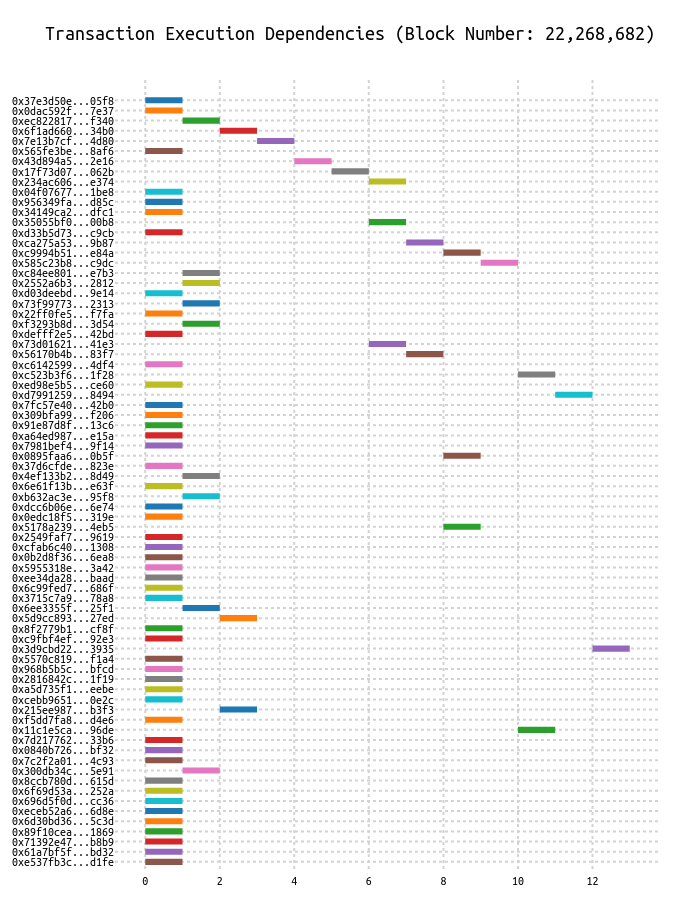 Transaction Execution Dependencies (Block Number: 22,268,682)
0x37e3d50e...05f8
0x0dac592f...7e37
0xec822817...f340
0x6f1ad660...34b0
0x7e13b7cf...4d80
0x565fe3be...8af6
0x43d894a5...2e16
0x17f73d07...062b
0x234ac606...e374
0x04f07677...1be8
0x956349fa...d85c
0x34149ca2...dfc1
0x35055bf0...00b8
0xd33b5d73...c9cb
0xca275a53...9b87
0xc9994b51...e84a
0x585c23b8...c9dc
0xc84ee801...e7b3
0x2552a6b3...2812
0xd03deebd...9e14
0x73f99773...2313
0x22ff0fe5...f7fa
0xf3293b8d...3d54
0xdefff2e5...42bd
0x73d01621...41e3
0x56170b4b...83f7
0xc6142599...4df4
0xc523b3f6...1f28
0xed98e5b5...ce60
0xd7991259...8494
0x7fc57e40...42b0
0x309bfa99...f206
0x91e87d8f...13c6
0xa64ed987...e15a
0x7981bef4...9f14
0x0895faa6...0b5f
0x37d6cfde...823e
0x4ef133b2...8d49
0x6e61f13b...e63f
0xb632ac3e...95f8
0xdcc6b06e...6e74
0x0edc18f5...319e
0x5178a239...4eb5
0x2549faf7...9619
0xcfab6c40...1308
0x0b2d8f36...6ea8
0x5955318e...3a42
0xee34da28...baad
0x6c99fed7...686f
0x3715c7a9...78a8
0x6ee3355f...25f1
0x5d9cc893...27ed
0x8f2779b1...cf8f
0xc9fbf4ef...92e3
0x3d9cbd22...3935
0x5570c819...f1a4
0x968b5b5c...bfcd
0x2816842c...1f19
0xa5d735f1...eebe
0xcebb9651...0e2c
0x215ee987...b3f3
0xf5dd7fa8...d4e6
0x11c1e5ca...96de
0x7d217762...33b6
0x0840b726...bf32
0x7c2f2a01...4c93
0x300db34c...5e91
0x8ccb780d...615d
0x6f69d53a...252a
0x696d5f0d...cc36
0xeceb52a6...6d8e
0x6d30bd36...5c3d
0x89f10cea...1869
0x71392e47...b8b9
0x61a7bf5f...bd32
0xe537fb3c...d1fe
0 2 4 6 8 10 12